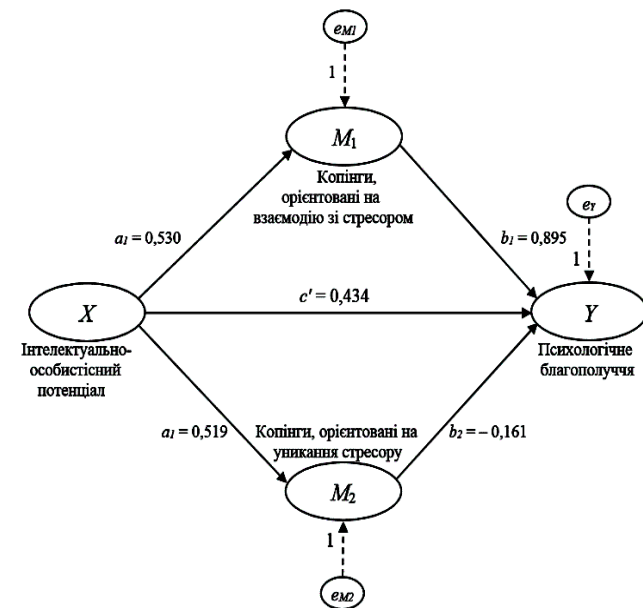 eM1
1
M1
Копінги,
орієнтовані на
взаємодію зі стресором
eY
a1 = 0,530
b1 = 0,895
1
c' = 0,434
X
Y
Інтелектуально-
особистісний
потенціал
Психологічне
благополуччя
a1 = 0,519
Копінги, орієнтовані на
уникання стресору
b2 = – 0,161
M2
1
eM2